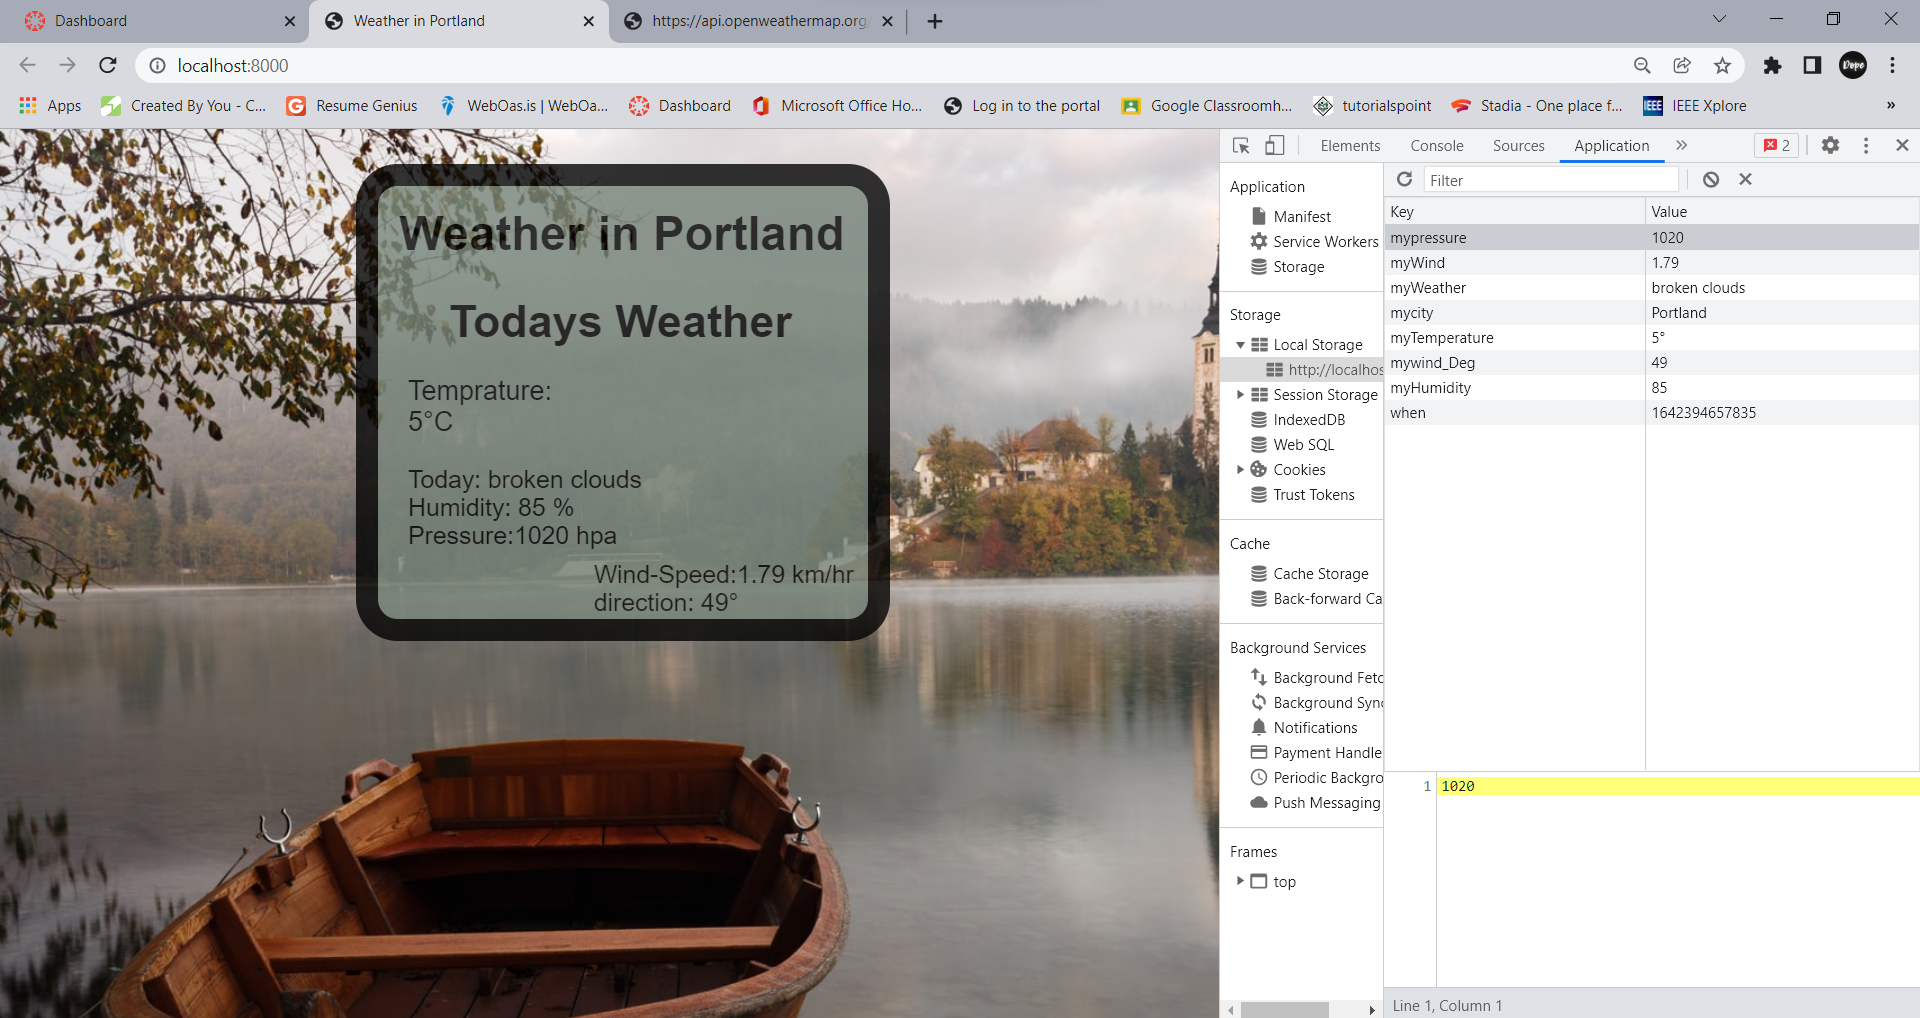 Dashboard
Weather in Portland
https://api.openweathermap.org/
localhost:8000
Dope
Apps
Created By You - C...
Resume Genius
WebOas.is | WebOa...
Dashboard
Microsoft Office Ho...
Log in to the portal
Google Classroomh...
tutorialspoint
Stadia - One place f...
IEEE
IEEE Xplore
»
Weather in Portland
Todays Weather
Temprature:
5°C
Today: broken clouds
Humidity: 85 %
Pressure:1020 hpa
Wind-Speed:1.79 km/hr
direction: 49°
Elements
Console
Sources
Application
»
2
Application
Manifest
Service Workers
Storage
Storage
Local Storage
http://localhos
Session Storage
IndexedDB
Web SQL
Cookies
Trust Tokens
Cache
Cache Storage
Back-forward Ca
Background Services
Background Fetc
Background Sync
Notifications
Payment Handle
Periodic Backgro
Push Messaging
Frames
top
Filter
Key Value
mypressure 1020
myWind 1.79
myWeather broken clouds
mycity Portland
myTemperature 5°
mywind_Deg 49
myHumidity 85
when 1642394657835
1 1020
Line 1, Column 1